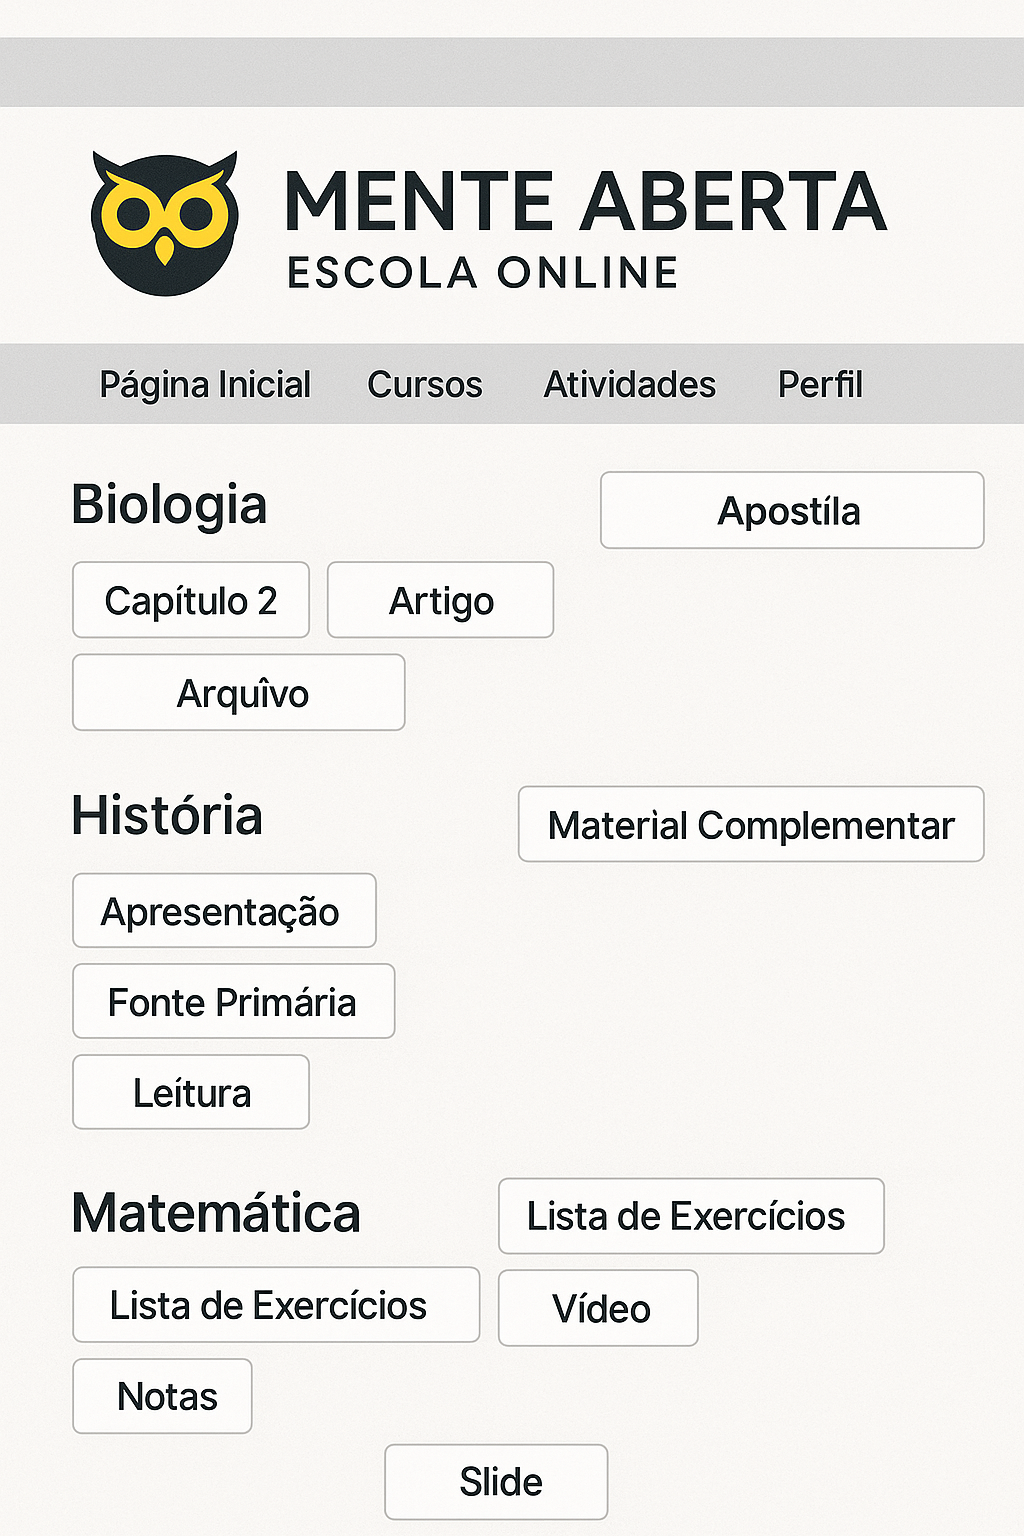 MENTE ABERTA
ESCOLA ONLINE
Página Inicial Cursos Atividades Perfil
Biologia
Apostíla
Capítulo 2 Artigo
Arquîvo
História
Materìal Complementar
Apresentação
Fonte Primária
Leítura
Matemática
Lista de Exercícios
Lista de Exercícios Vídeo
Notas
Slide